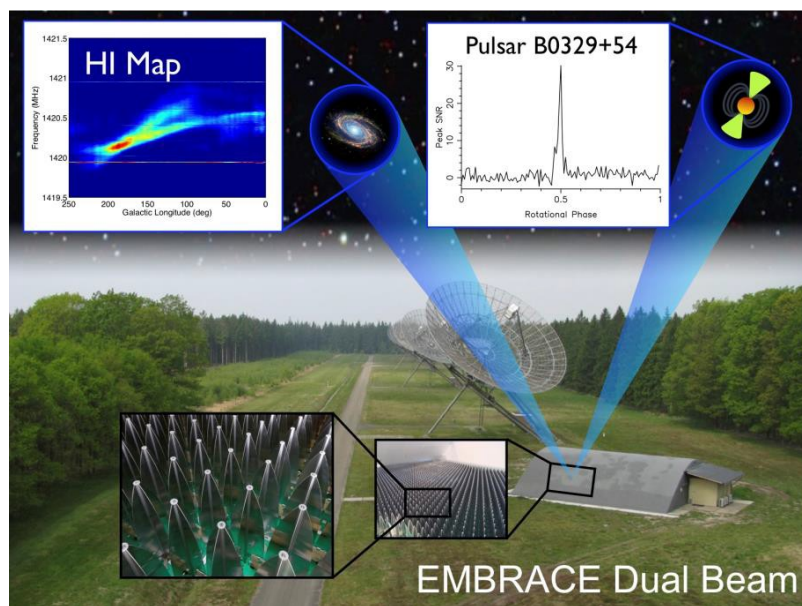 HI Map
1421.5
1421
1420.5
1420
1419.5
Frequency (MHz)
250 200 150 100 50 0
Galactic Longitude (deg)
Pulsar B0329+54
30
20
10
0
Peak SNR
0 0.5 1
Rotational Phase
EMBRACE Dual Beam